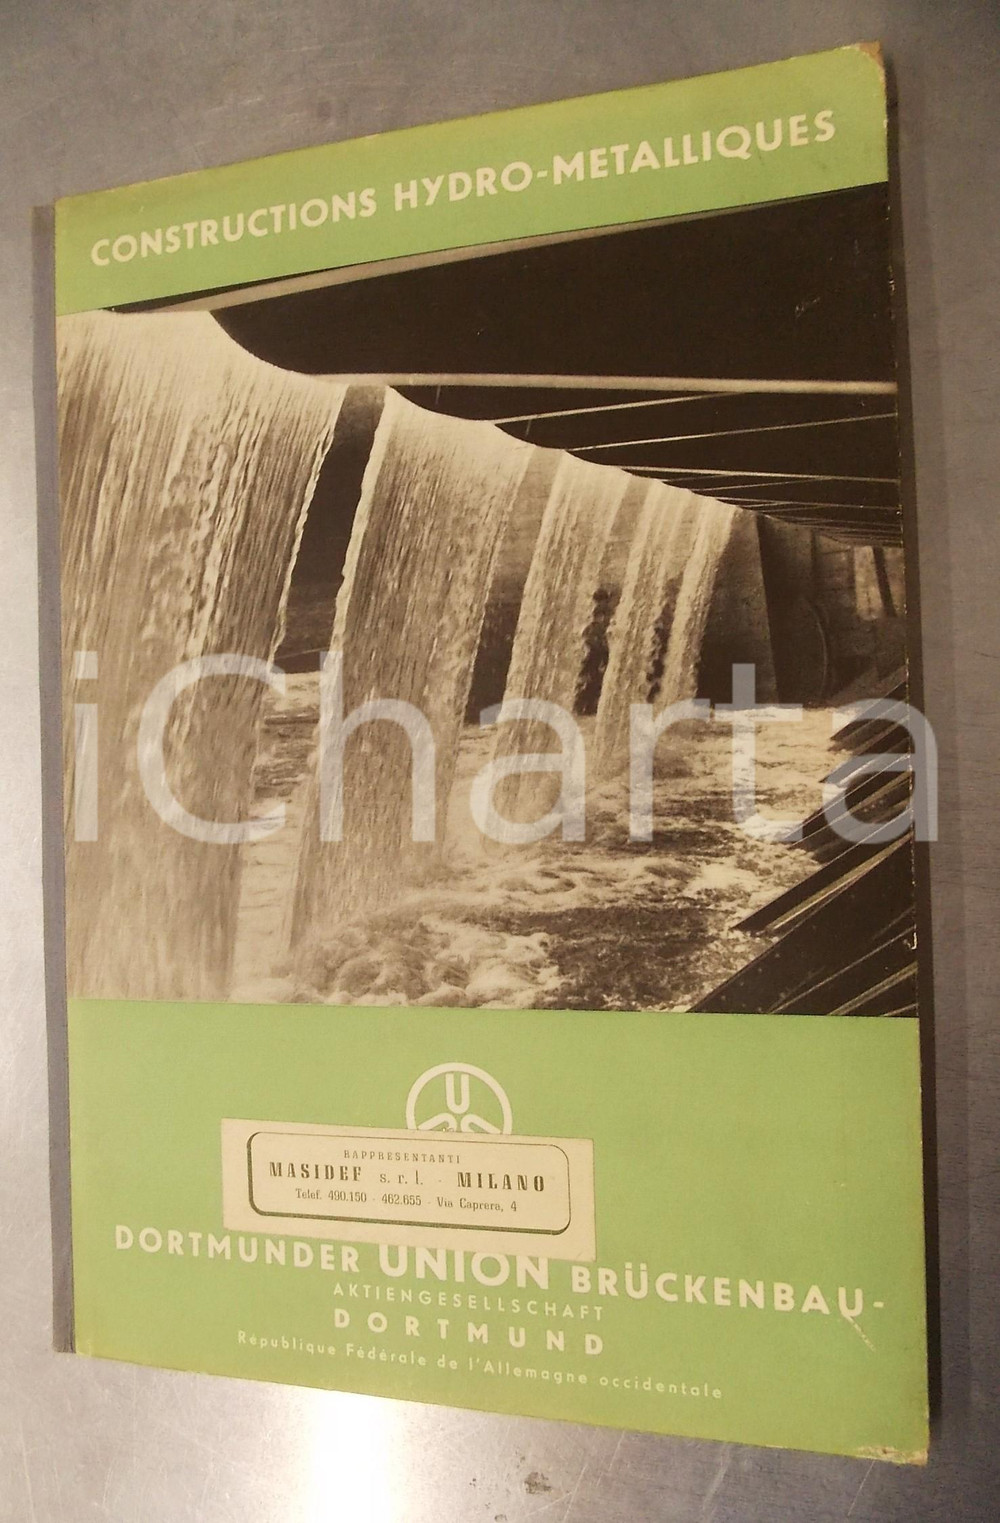 CONSTRUCTIONS HYDRO-METALLIQUES
iCharta
U
RAPPRESENTANTI
MASIDEF s. r. l. - MILANO
Telef. 490.150 - 462.655 - Via Caprera, 4
DORTMUNDER UNION BRÜCKENBAU-
AKTIENGESELLSCHAFT
DORTMUND
République Fédérale de l'Allemagne occidentale